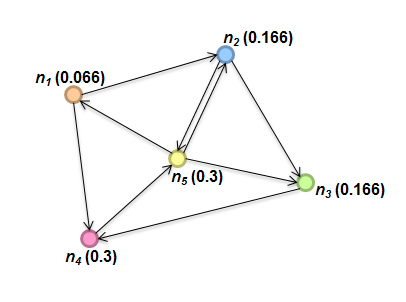 n2 (0.166)
n1 (0.066)
n5 (0.3)
n3 (0.166)
n4 (0.3)